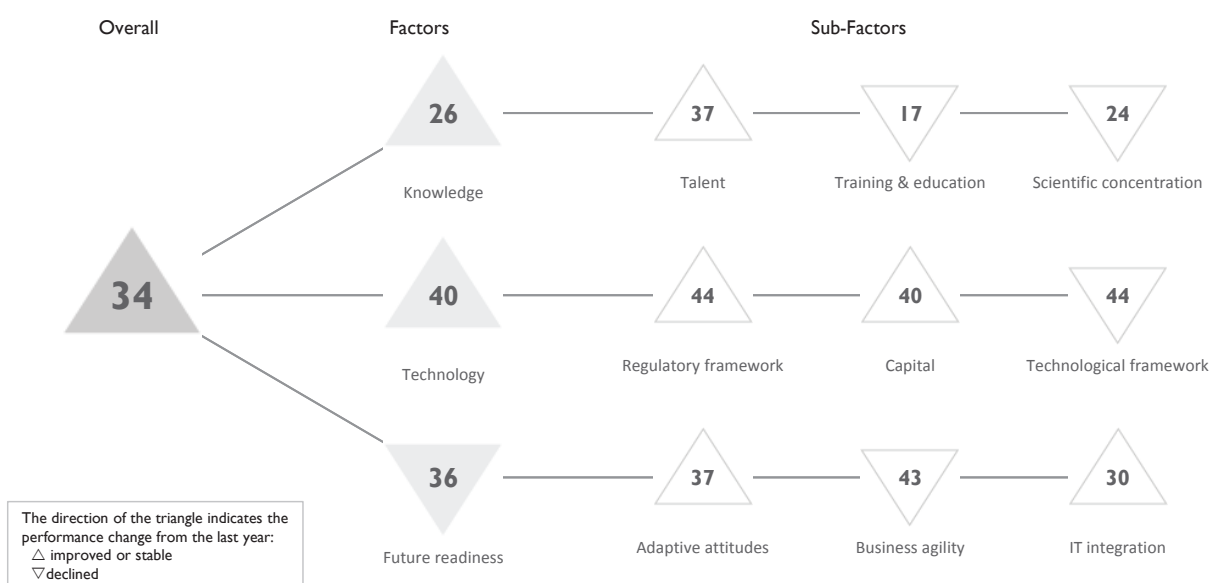 Overall
Factors
Sub-Factors
26
37
17
24
Knowledge
Talent
Training & education
Scientific concentration
34
40
44
40
44
Technology
Regulatory framework
Capital
Technological framework
36
37
43
30
Future readiness
Adaptive attitudes
Business agility
IT integration
The direction of the triangle indicates the
performance change from the last year:
△ improved or stable
▽ declined